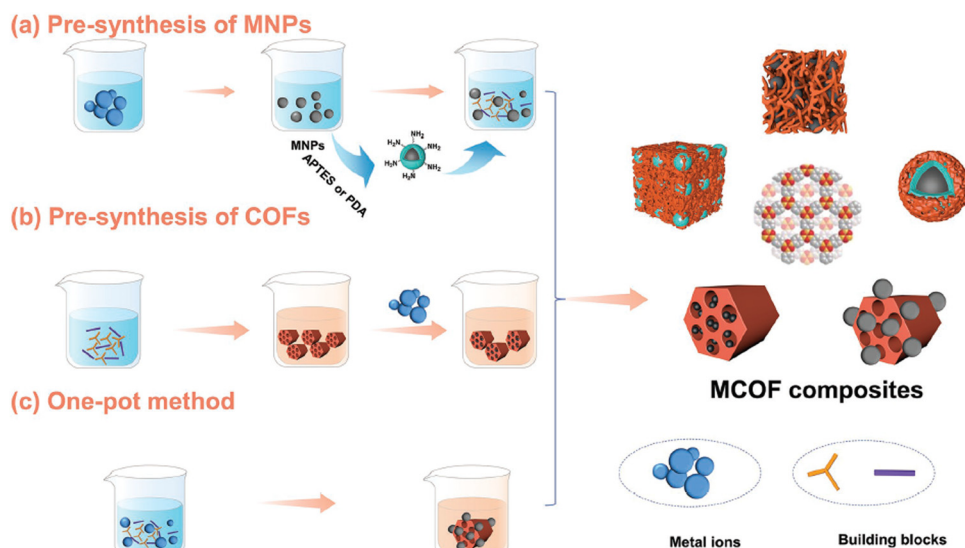 (a) Pre-synthesis of MNPs
MNPs
APTES or PDA
NH₂
H₂N
NH₂
H₂N
NH₂
H₂N
(b) Pre-synthesis of COFs
(c) One-pot method
MCOF composites
Metal ions
Building blocks